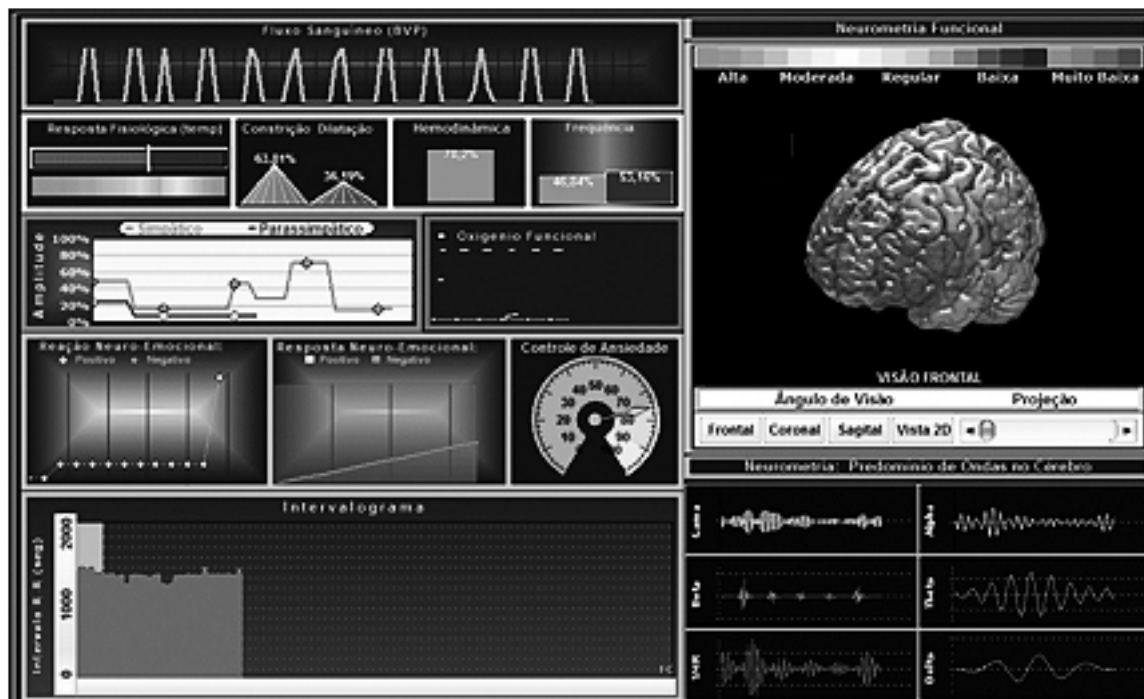 Fluxo Sanguíneo (BVP)
Resposta Fisiológica (temp)
Constrição Dilatação
63,81%
36,19%
Hemodinâmica
Frequência
46,84%
53,16%
Simpático
Parassimpático
Amplitude
100%
80%
60%
40%
20%
0%
Oxigenio Funcional
Reação Neuro-Emocional:
Positivo
Negativo
Resposta Neuro-Emocional:
Positivo
Negativo
Controle de Ansiedade
0
10
20
30
40
50
60
70
80
90
Intervalograma
Intervalo R-R (seg)
2000
1000
0
Neurometria Funcional
Alta
Moderada
Regular
Baixa
Muito Baixa
VISÃO FRONTAL
Ângulo de Visão
Projeção
Frontal
Coronal
Sagital
Vista 2D
Neurometria: Predomínio de Ondas no Cérebro
Alpha
Beta
Theta
Delta